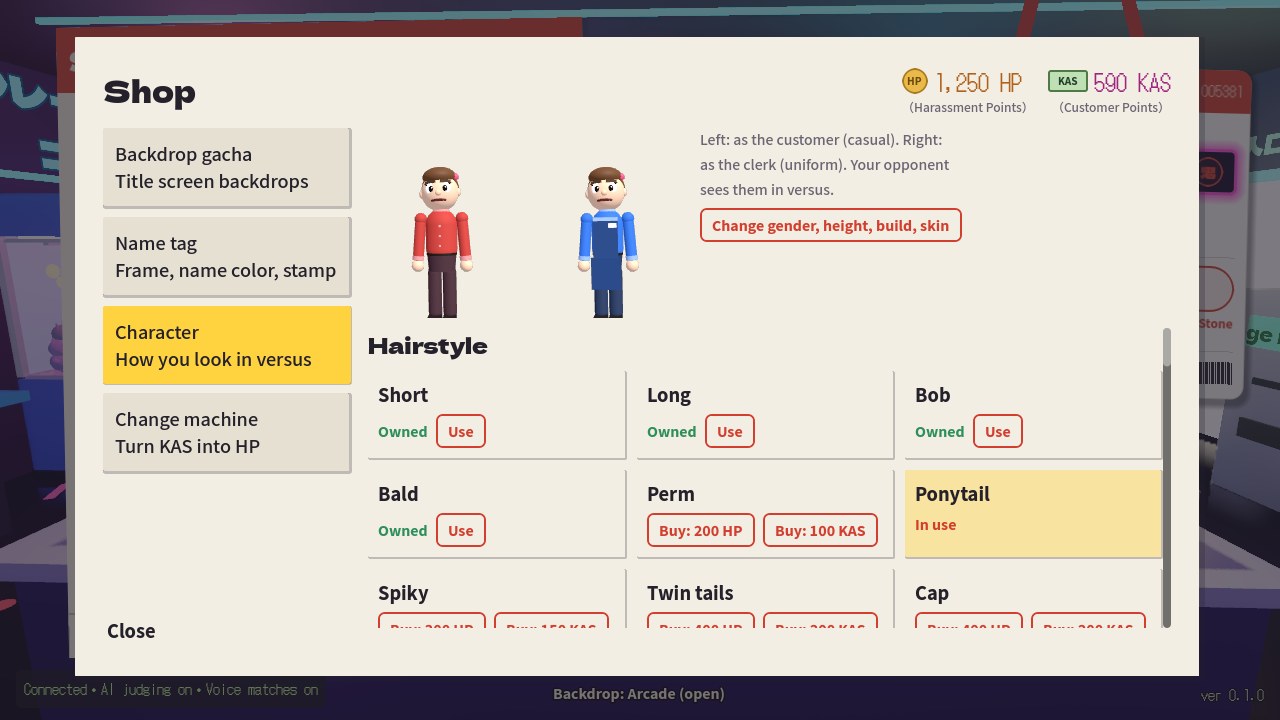 Shop
HP 1,250 HP
(Harassment Points)
KAS 590 KAS
(Customer Points)
Backdrop gacha
Title screen backdrops
Name tag
Frame, name color, stamp
Character
How you look in versus
Change machine
Turn KAS into HP
Close
Left: as the customer (casual). Right:
as the clerk (uniform). Your opponent
sees them in versus.
Change gender, height, build, skin
Hairstyle
Short
Owned Use
Long
Owned Use
Bob
Owned Use
Bald
Owned Use
Perm
Buy: 200 HP Buy: 100 KAS
Ponytail
In use
Spiky
Twin tails
Cap
005381
Stone
Connected • AI judging on • Voice matches on
Backdrop: Arcade (open)
ver 0.1.0